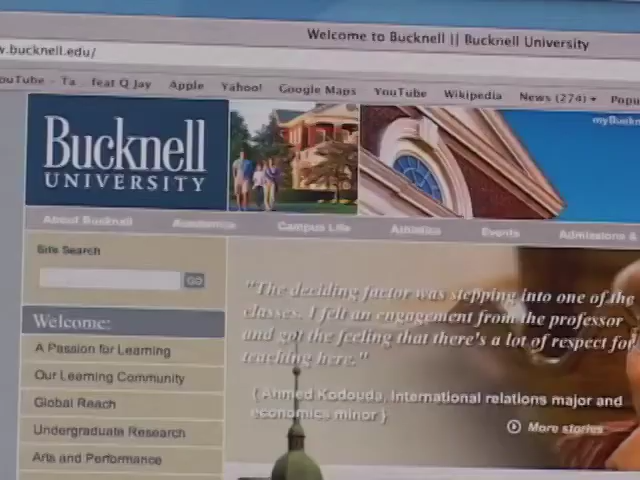 Welcome to Bucknell || Bucknell University
w.bucknell.edu/
ouTube - Ta... feat Q Jay Apple Yahoo! Google Maps YouTube Wikipedia News (274) Popu
Bucknell
UNIVERSITY
myBuckn
About Bucknell Academics Campus Life Athletics Events Admissions &
Site Search
GO
Welcome:
A Passion for Learning
Our Learning Community
Global Reach
Undergraduate Research
Arts and Performance
"The deciding factor was stepping into one of the
classes. I felt an engagement from the professor
and got the feeling that there's a lot of respect for
teaching here."
{ Ahmed Kodouda, International relations major and
economics minor }
More stories